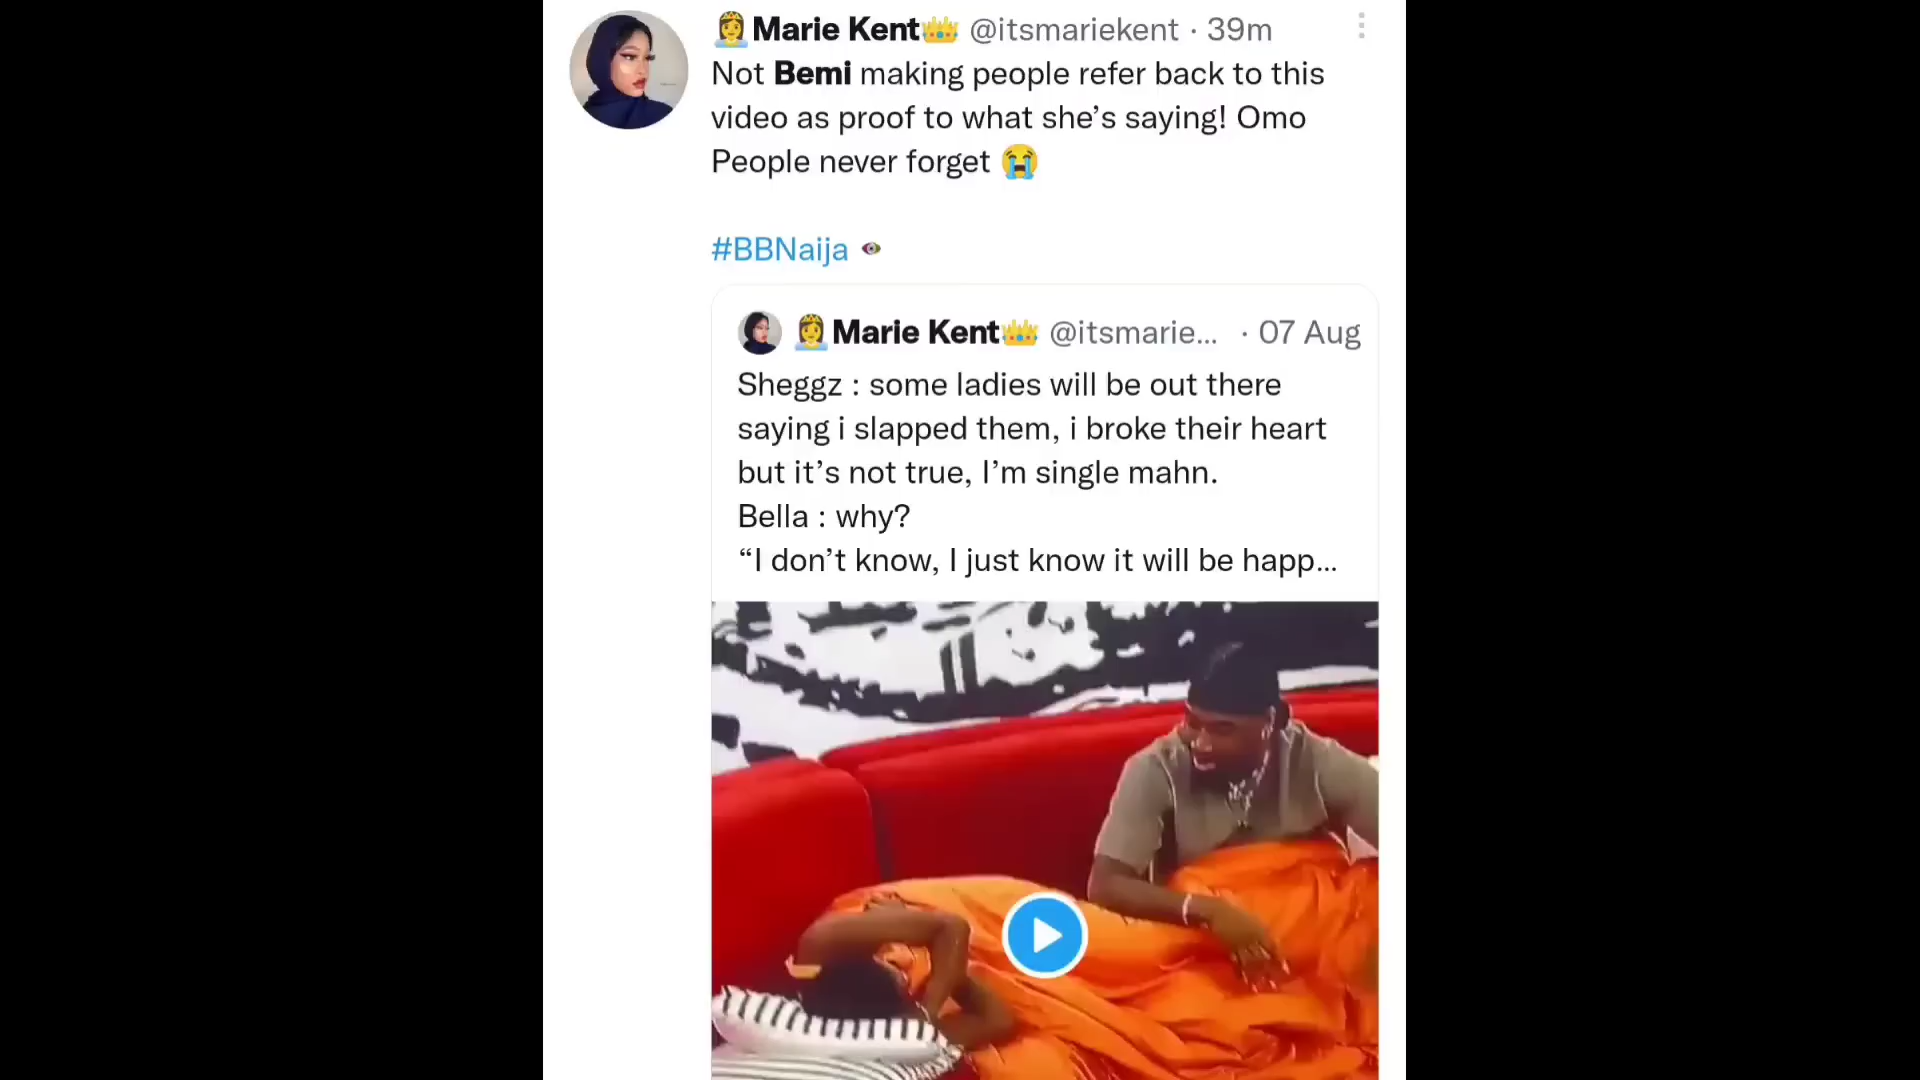 👸Marie Kent👑 @itsmariekent · 39m
Not Bemi making people refer back to this
video as proof to what she’s saying! Omo
People never forget 😭
#BBNaija
👸Marie Kent👑 @itsmarie... · 07 Aug
Sheggz : some ladies will be out there
saying i slapped them, i broke their heart
but it’s not true, I’m single mahn.
Bella : why?
“I don’t know, I just know it will be happ...